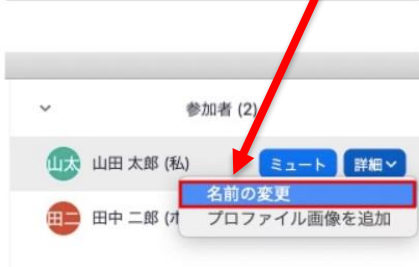 参加者 (2)
山太 山田 太郎 (私) ミュート 詳細
名前の変更
田二 田中 二郎 (ホ プロファイル画像を追加